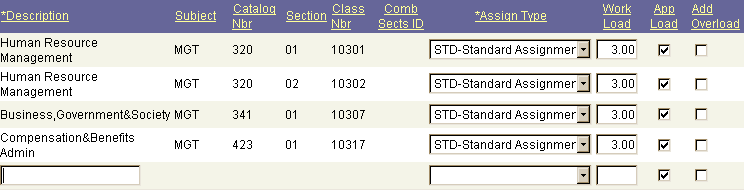 *Description Subject Catalog Nbr Section Class Nbr Comb Sects ID *Assign Type Work Load App Load Add Overload
Human Resource Management MGT 320 01 10301 STD-Standard Assignmer 3.00
Human Resource Management MGT 320 02 10302 STD-Standard Assignmer 3.00
Business,Government&Society MGT 341 01 10307 STD-Standard Assignmer 3.00
Compensation&Benefits Admin MGT 423 01 10317 STD-Standard Assignmer 3.00